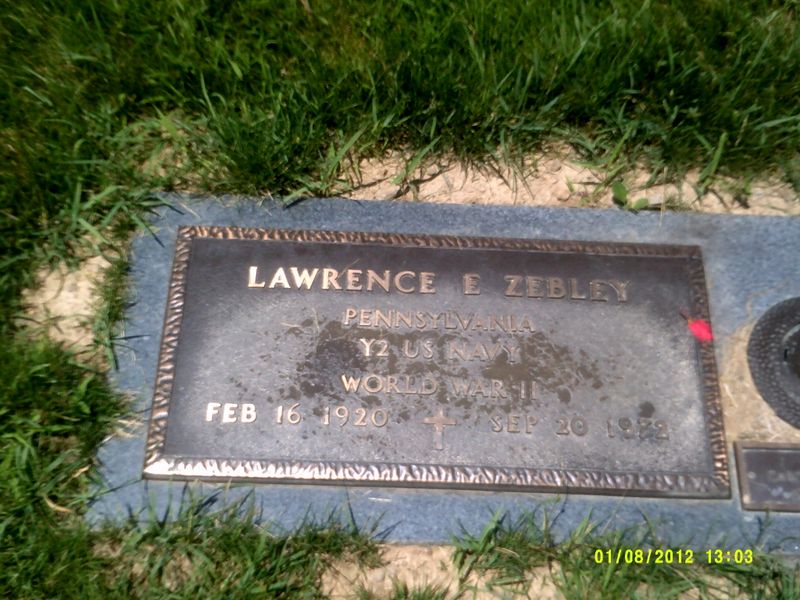 LAWRENCE E ZEBLEY
PENNSYLVANIA
Y2 US NAVY
WORLD WAR II
FEB 16 1920 SEP 20 1972
01/08/2012 13:03